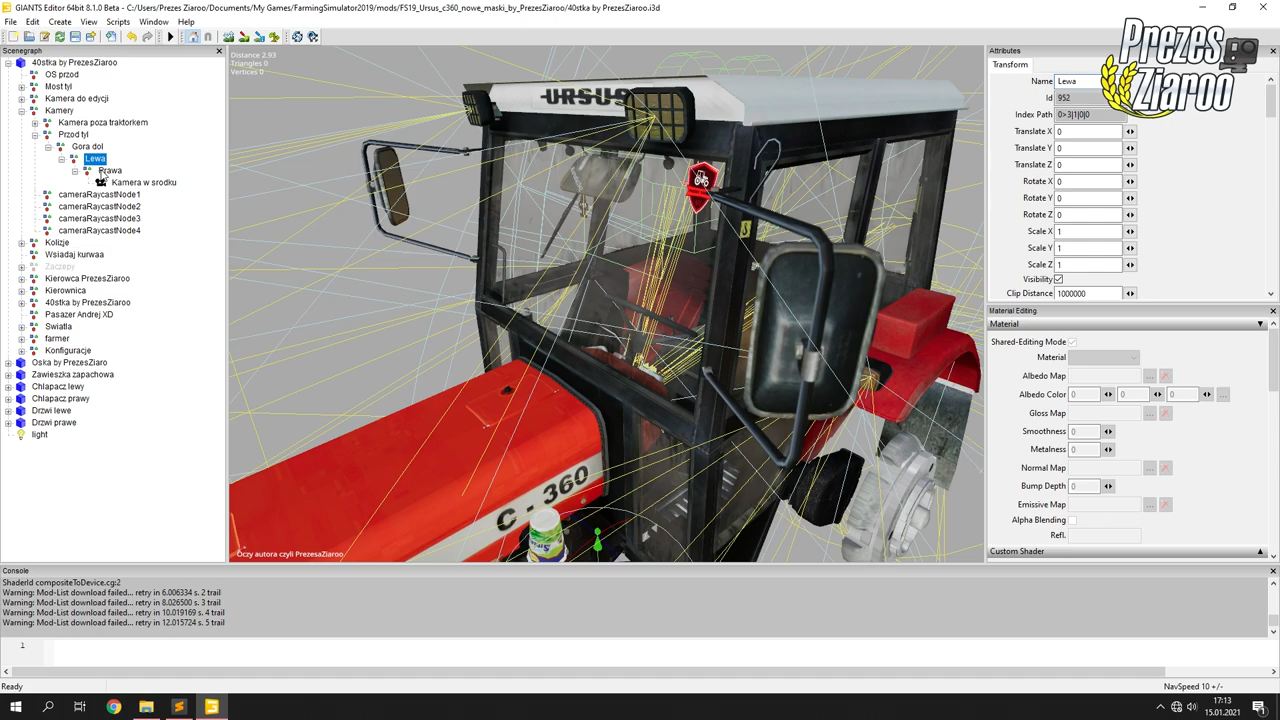 GIANTS Editor 64bit 8.1.0 Beta - C:/Users/Prezes Ziaroo/Documents/My Games/FarmingSimulator2019/mods/FS19_Ursus_c360_nowe_maski_by_PrezesZiaroo/40stka by PrezesZiaroo.i3d
File Edit Create View Scripts Window Help
Scenegraph
40stka by PrezesZiaroo
OS przod
Most tyl
Kamera do edycji
Kamery
Kamera poza traktorkem
Przod tyl
Gora dol
Lewa
Prawa
Kamera w srodku
cameraRaycastNode1
cameraRaycastNode2
cameraRaycastNode3
cameraRaycastNode4
Kolizje
Wsiadaj kurwaa
Zaczepy
Kierowca PrezesZiaroo
Kierownica
40stka by PrezesZiaroo
Pasazer Andrej XD
Swiatla
farmer
Konfiguracje
Oska by PrezesZiaro
Zawieszka zapachowa
Chlapacz lewy
Chlapacz prawy
Drzwi lewe
Drzwi prawe
light
Distance 2.93
Triangles 0
Vertices 0
URSUS
C - 360
Oczy autora czyli PrezesaZiaroo
Prezes
Ziaroo
Attributes
Transform
Name Lewa
Id 952
Index Path 0>3|1|0|0
Translate X 0
Translate Y 0
Translate Z 0
Rotate X 0
Rotate Y 0
Rotate Z 0
Scale X 1
Scale Y 1
Scale Z 1
Visibility
Clip Distance 1000000
Material Editing
Material
Shared-Editing Mode
Material
Albedo Map ...
Albedo Color 0 0 0 ...
Gloss Map ...
Smoothness 0
Metalness 0
Normal Map ...
Bump Depth 0
Emissive Map ...
Alpha Blending
Refl.
Custom Shader
Console
ShaderId compositeToDevice.cg:2
Warning: Mod-List download failed... retry in 6.006334 s. 2 trail
Warning: Mod-List download failed... retry in 8.026500 s. 3 trail
Warning: Mod-List download failed... retry in 10.019169 s. 4 trail
Warning: Mod-List download failed... retry in 12.015724 s. 5 trail
1
Ready
NavSpeed 10 +/-
17:13
15.01.2021